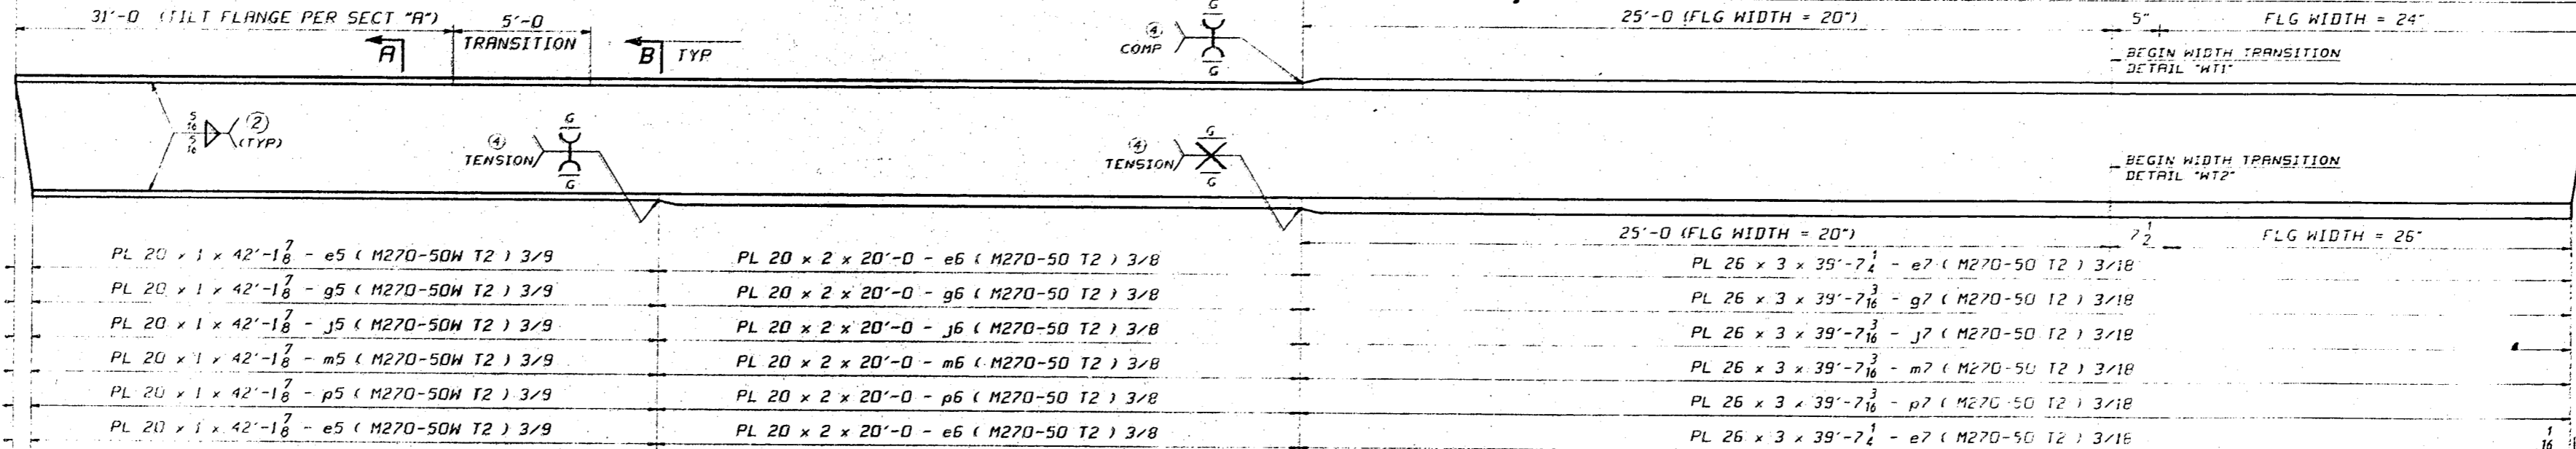 31'-0 (TILT FLANGE PER SECT "A")
5'-0
TRANSITION
A
B TYP
4
COMP
G
G
25'-0 (FLG WIDTH = 20")
5"
FLG WIDTH = 24"
BEGIN WIDTH TRANSITION
DETAIL "WT1"
5/16
5/16
2
(TYP)
4
TENSION
G
G
4
TENSION
G
G
BEGIN WIDTH TRANSITION
DETAIL "WT2"
25'-0 (FLG WIDTH = 20")
7 1/2
FLG WIDTH = 26"
PL 20 x 1 x 42'-1 7/8 - e5 ( M270-50W T2 ) 3/9
PL 20 x 2 x 20'-0 - e6 ( M270-50 T2 ) 3/8
PL 26 x 3 x 39'-7 1/4 - e7 ( M270-50 T2 ) 3/18
PL 20 x 1 x 42'-1 7/8 - g5 ( M270-50W T2 ) 3/9
PL 20 x 2 x 20'-0 - g6 ( M270-50 T2 ) 3/8
PL 26 x 3 x 39'-7 3/16 - g7 ( M270-50 T2 ) 3/18
PL 20 x 1 x 42'-1 7/8 - j5 ( M270-50W T2 ) 3/9
PL 20 x 2 x 20'-0 - j6 ( M270-50 T2 ) 3/8
PL 26 x 3 x 39'-7 3/16 - j7 ( M270-50 T2 ) 3/18
PL 20 x 1 x 42'-1 7/8 - m5 ( M270-50W T2 ) 3/9
PL 20 x 2 x 20'-0 - m6 ( M270-50 T2 ) 3/8
PL 26 x 3 x 39'-7 3/16 - m7 ( M270-50 T2 ) 3/18
PL 20 x 1 x 42'-1 7/8 - p5 ( M270-50W T2 ) 3/9
PL 20 x 2 x 20'-0 - p6 ( M270-50 T2 ) 3/8
PL 26 x 3 x 39'-7 3/16 - p7 ( M270-50 T2 ) 3/18
PL 20 x 1 x 42'-1 7/8 - e5 ( M270-50W T2 ) 3/9
PL 20 x 2 x 20'-0 - e6 ( M270-50 T2 ) 3/8
PL 26 x 3 x 39'-7 1/4 - e7 ( M270-50 T2 ) 3/18
1/16